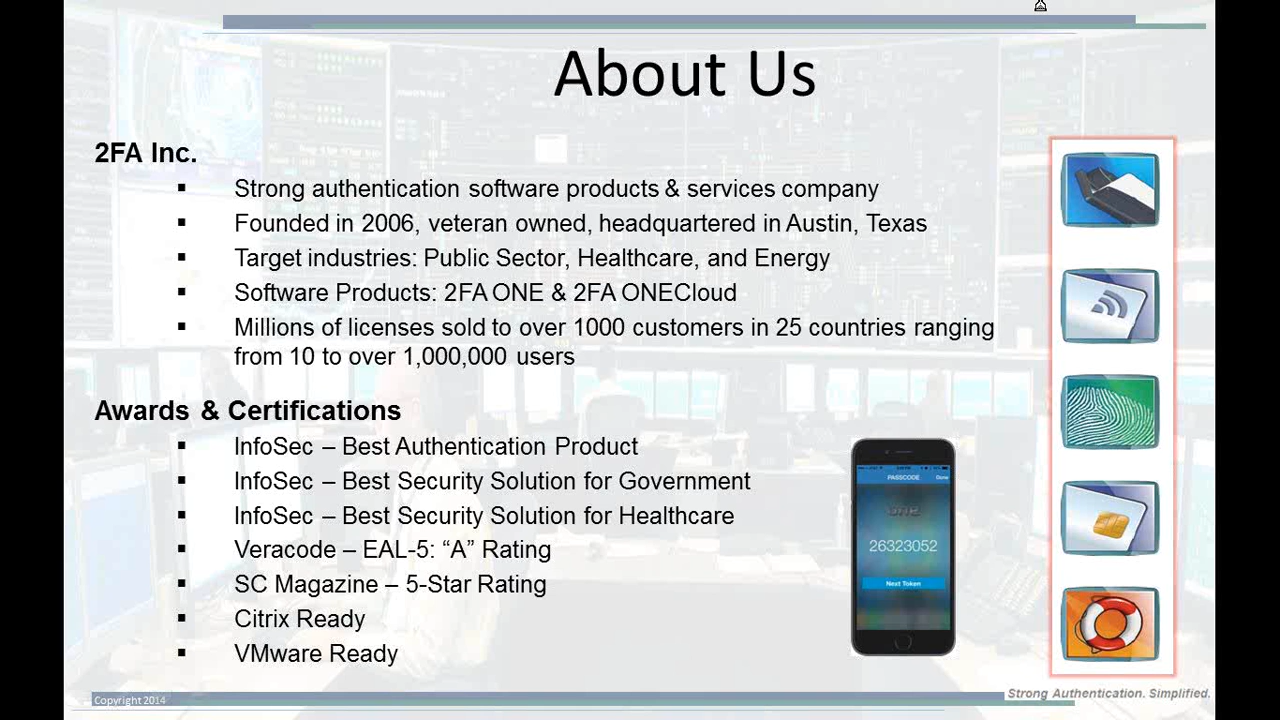 About Us
2FA Inc.
▪ Strong authentication software products & services company
▪ Founded in 2006, veteran owned, headquartered in Austin, Texas
▪ Target industries: Public Sector, Healthcare, and Energy
▪ Software Products: 2FA ONE & 2FA ONECloud
▪ Millions of licenses sold to over 1000 customers in 25 countries ranging
from 10 to over 1,000,000 users
Awards & Certifications
▪ InfoSec – Best Authentication Product
▪ InfoSec – Best Security Solution for Government
▪ InfoSec – Best Security Solution for Healthcare
▪ Veracode – EAL-5: “A” Rating
▪ SC Magazine – 5-Star Rating
▪ Citrix Ready
▪ VMware Ready
PASSCODE Done
one
26323052
Next Token
Copyright 2014
Strong Authentication. Simplified.